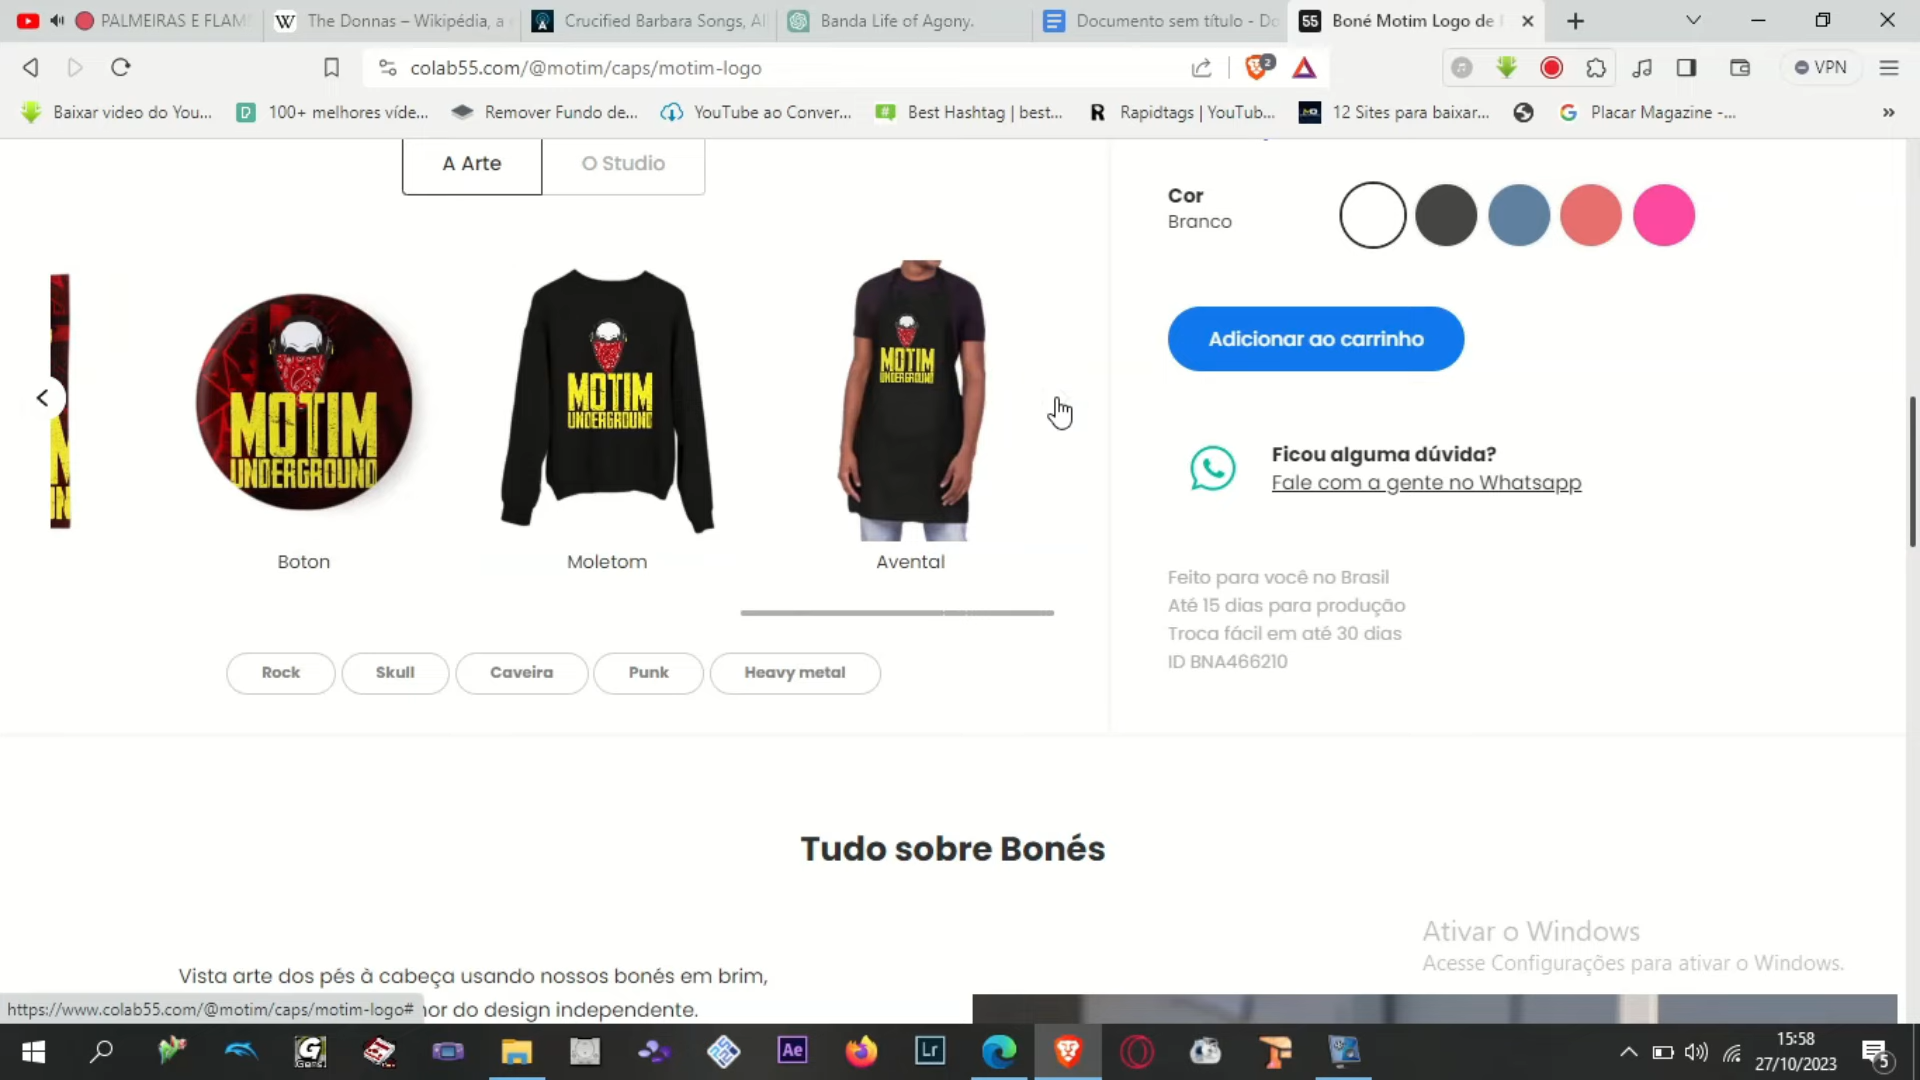 PALMEIRAS E FLAM
The Donnas – Wikipédia, a
Crucified Barbara Songs, Al
Banda Life of Agony.
Documento sem título - Do
55 Boné Motim Logo de
colab55.com/@motim/caps/motim-logo
2
VPN
Baixar video do You...
100+ melhores víde...
Remover Fundo de...
YouTube ao Conver...
Best Hashtag | best...
Rapidtags | YouTub...
12 Sites para baixar...
Placar Magazine -...
A Arte
O Studio
Cor
Branco
MOTIM
UNDERGROUND
MOTIM
UNDERGROUND
MOTIM
UNDERGROUND
Boton
Moletom
Avental
Adicionar ao carrinho
Ficou alguma dúvida?
Fale com a gente no Whatsapp
Feito para você no Brasil
Até 15 dias para produção
Troca fácil em até 30 dias
ID BNA466210
Rock
Skull
Caveira
Punk
Heavy metal
Tudo sobre Bonés
Vista arte dos pés à cabeça usando nossos bonés em brim,
hor do design independente.
Ativar o Windows
Acesse Configurações para ativar o Windows.
https://www.colab55.com/@motim/caps/motim-logo#
Ae
Lr
15:58
27/10/2023
5